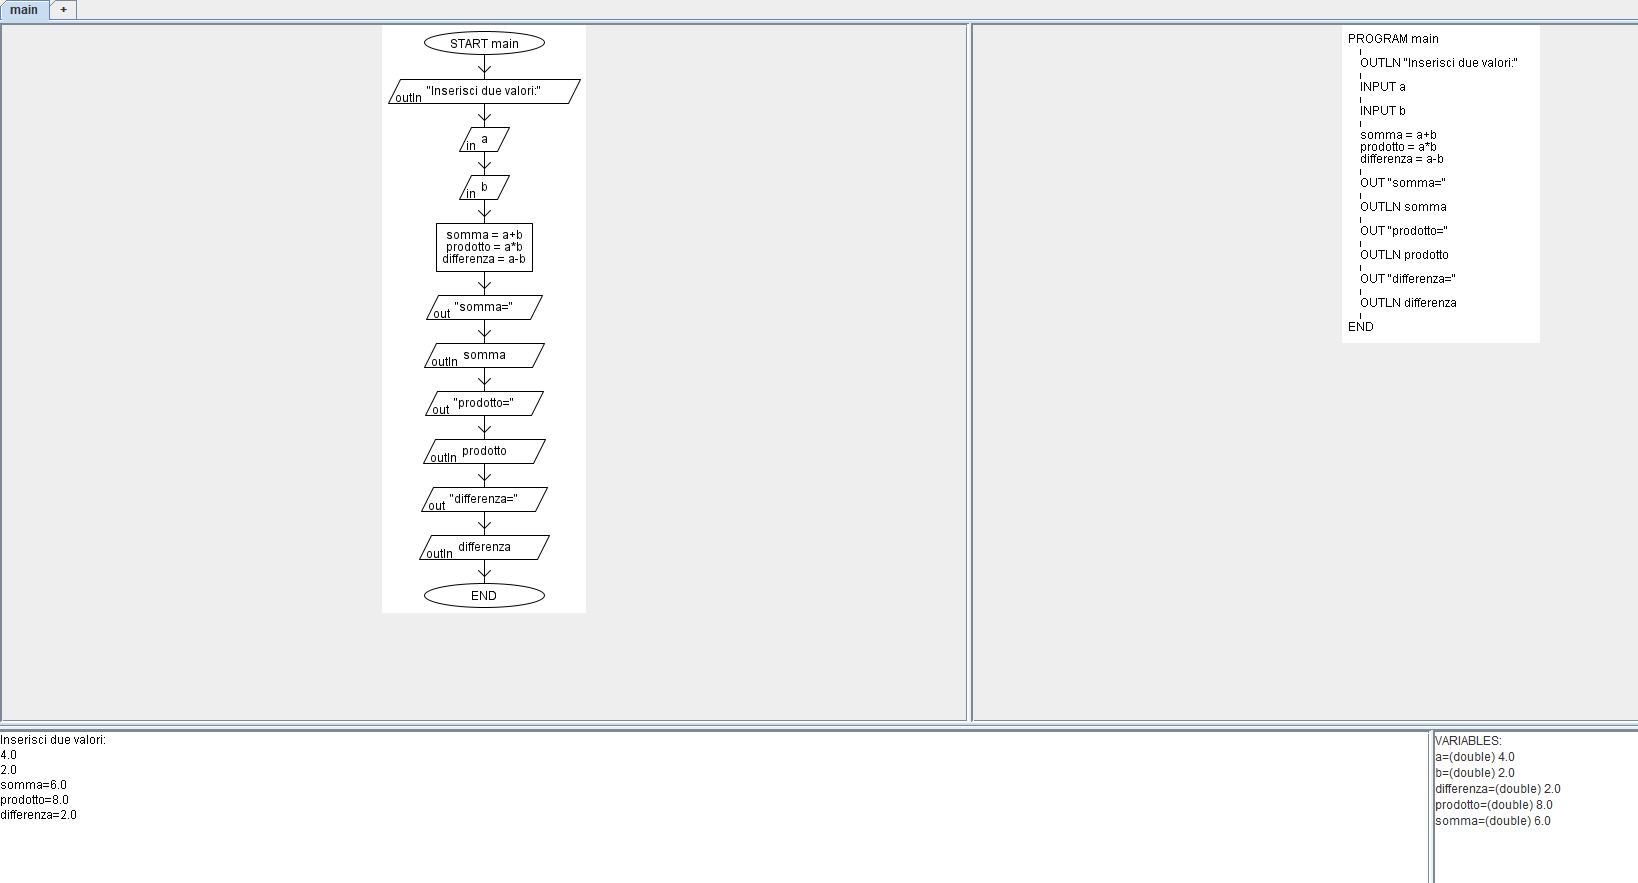 main
+
START main
outln "Inserisci due valori:"
in a
in b
somma = a+b
prodotto = a*b
differenza = a-b
out "somma="
outln somma
out "prodotto="
outln prodotto
out "differenza="
outln differenza
END
PROGRAM main
OUTLN "Inserisci due valori:"
INPUT a
INPUT b
somma = a+b
prodotto = a*b
differenza = a-b
OUT "somma="
OUTLN somma
OUT "prodotto="
OUTLN prodotto
OUT "differenza="
OUTLN differenza
END
Inserisci due valori:
4.0
2.0
somma=6.0
prodotto=8.0
differenza=2.0
VARIABLES:
a=(double) 4.0
b=(double) 2.0
differenza=(double) 2.0
prodotto=(double) 8.0
somma=(double) 6.0